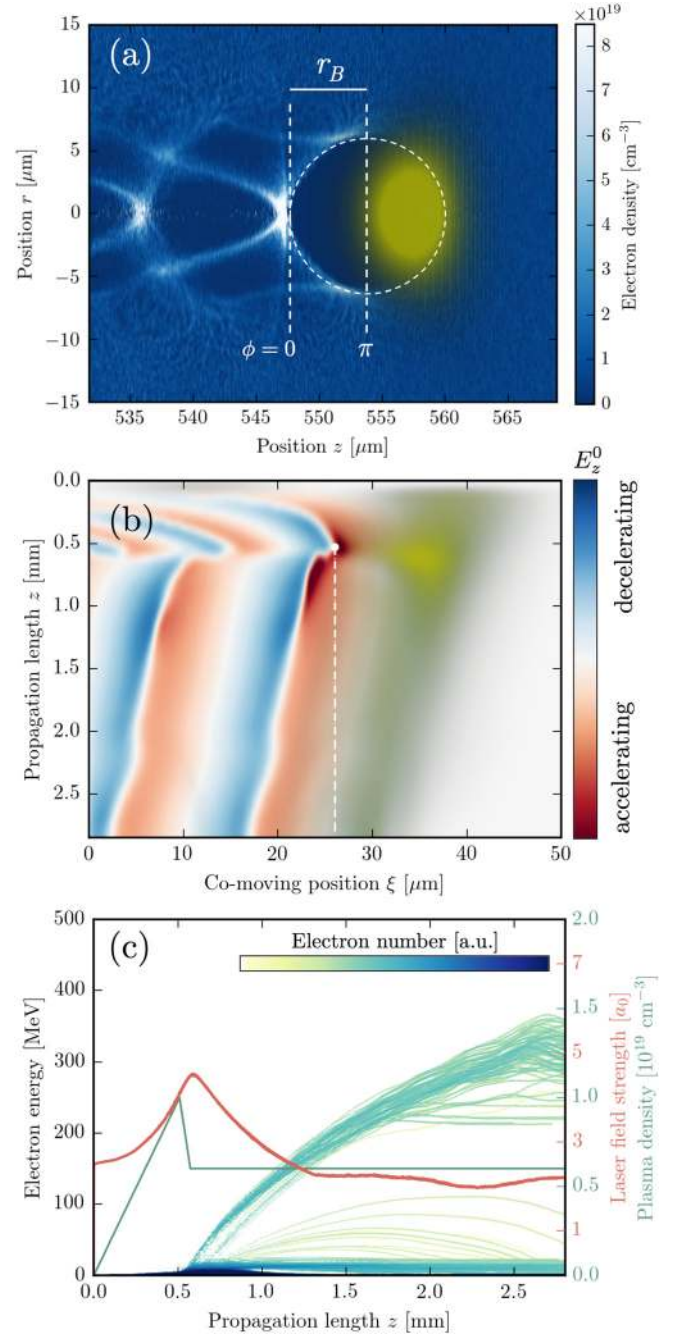 (a)
r_B
φ = 0
π
15
10
5
0
−5
−10
−15
Position r [μm]
535 540 545 550 555 560 565
Position z [μm]
×10^19
8
7
6
5
4
3
2
1
0
Electron density [cm^−3]
(b)
0.0
0.5
1.0
1.5
2.0
2.5
Propagation length z [mm]
0 10 20 30 40 50
Co-moving position ξ [μm]
E_z^0
decelerating
accelerating
(c)
Electron number [a.u.]
500
400
300
200
150
100
0
Electron energy [MeV]
0.0 0.5 1.0 1.5 2.0 2.5
Propagation length z [mm]
7
5
3
1
Laser field strength [a_0]
2.0
1.5
1.0
0.5
0.0
Plasma density [10^19 cm^−3]